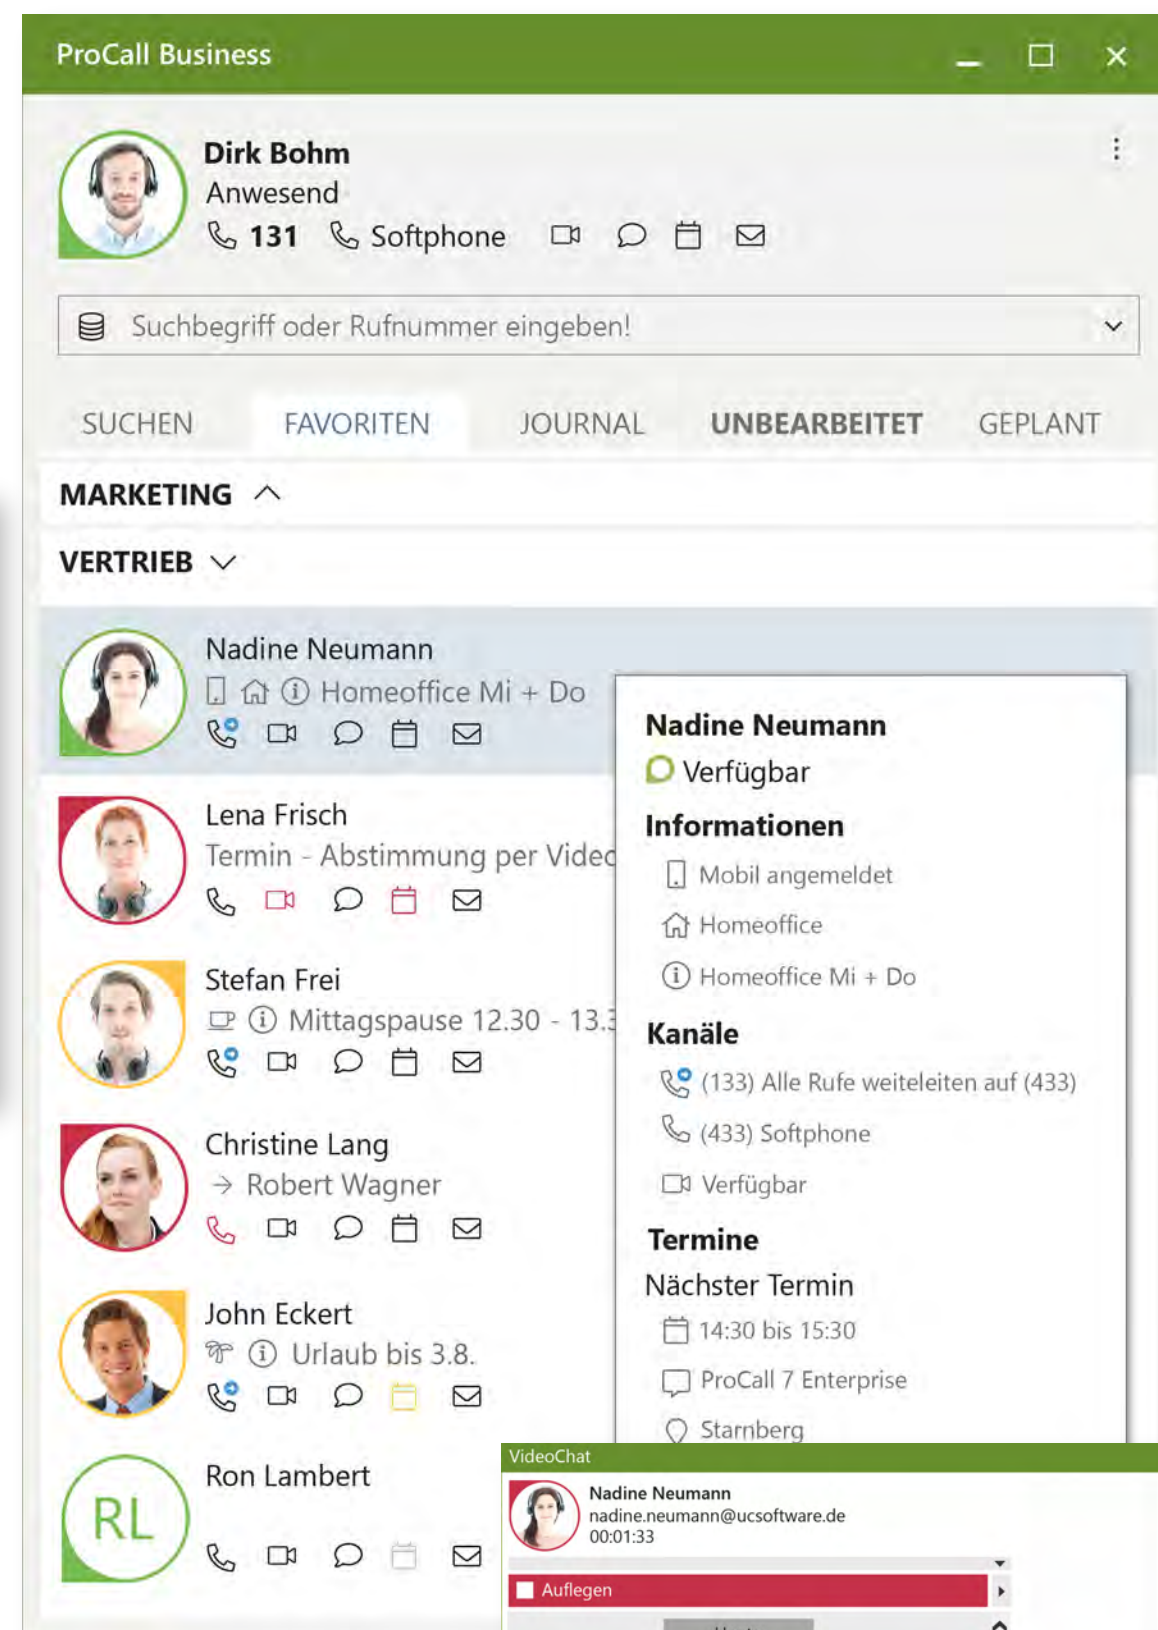 ProCall Business
Dirk Bohm
Anwesend
131 Softphone
Suchbegriff oder Rufnummer eingeben!
SUCHEN FAVORITEN JOURNAL UNBEARBEITET GEPLANT
MARKETING
VERTRIEB
Nadine Neumann
Homeoffice Mi + Do
Lena Frisch
Termin - Abstimmung per Video
Stefan Frei
Mittagspause 12.30 - 13.3
Christine Lang
→ Robert Wagner
John Eckert
Urlaub bis 3.8.
RL
Ron Lambert
Nadine Neumann
Verfügbar
Informationen
Mobil angemeldet
Homeoffice
Homeoffice Mi + Do
Kanäle
(133) Alle Rufe weiteleiten auf (433)
(433) Softphone
Verfügbar
Termine
Nächster Termin
14:30 bis 15:30
ProCall 7 Enterprise
Starnberg
VideoChat
Nadine Neumann
nadine.neumann@ucsoftware.de
00:01:33
Auflegen